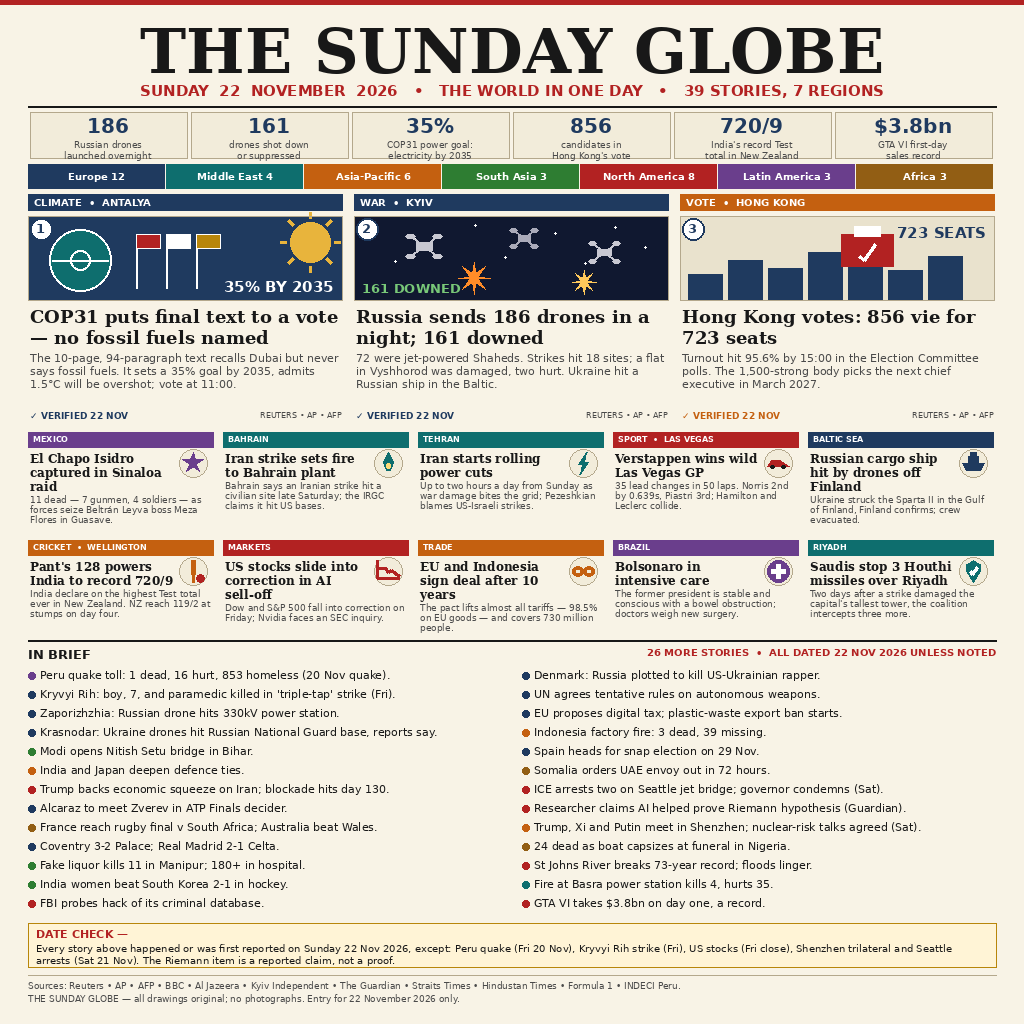 THE SUNDAY GLOBE
SUNDAY 22 NOVEMBER 2026 • THE WORLD IN ONE DAY • 39 STORIES, 7 REGIONS
186
Russian drones
launched overnight
161
drones shot down
or suppressed
35%
COP31 power goal:
electricity by 2035
856
candidates in
Hong Kong's vote
720/9
India's record Test
total in New Zealand
$3.8bn
GTA VI first-day
sales record
Europe 12
Middle East 4
Asia-Pacific 6
South Asia 3
North America 8
Latin America 3
Africa 3
CLIMATE • ANTALYA
1
35% BY 2035
COP31 puts final text to a vote
— no fossil fuels named
The 10-page, 94-paragraph text recalls Dubai but never
says fossil fuels. It sets a 35% goal by 2035, admits
1.5°C will be overshot; vote at 11:00.
✓ VERIFIED 22 NOV
REUTERS • AP • AFP
WAR • KYIV
2
161 DOWNED
Russia sends 186 drones in a
night; 161 downed
72 were jet-powered Shaheds. Strikes hit 18 sites; a flat
in Vyshhorod was damaged, two hurt. Ukraine hit a
Russian ship in the Baltic.
✓ VERIFIED 22 NOV
REUTERS • AP • AFP
VOTE • HONG KONG
3
723 SEATS
Hong Kong votes: 856 vie for
723 seats
Turnout hit 95.6% by 15:00 in the Election Committee
polls. The 1,500-strong body picks the next chief
executive in March 2027.
✓ VERIFIED 22 NOV
REUTERS • AP • AFP
MEXICO
El Chapo Isidro
captured in Sinaloa
raid
11 dead — 7 gunmen, 4 soldiers — as
forces seize Beltrán Leyva boss Meza
Flores in Guasave.
BAHRAIN
Iran strike sets fire
to Bahrain plant
Bahrain says an Iranian strike hit a
civilian site late Saturday; the IRGC
claims it hit US bases.
TEHRAN
Iran starts rolling
power cuts
Up to two hours a day from Sunday as
war damage bites the grid; Pezeshkian
blames US-Israeli strikes.
SPORT • LAS VEGAS
Verstappen wins wild
Las Vegas GP
35 lead changes in 50 laps. Norris 2nd
by 0.639s, Piastri 3rd; Hamilton and
Leclerc collide.
BALTIC SEA
Russian cargo ship
hit by drones off
Finland
Ukraine struck the Sparta II in the Gulf
of Finland, Finland confirms; crew
evacuated.
CRICKET • WELLINGTON
Pant's 128 powers
India to record 720/9
India declare on the highest Test total
ever in New Zealand. NZ reach 119/2 at
stumps on day four.
MARKETS
US stocks slide into
correction in AI
sell-off
Dow and S&P 500 fall into correction on
Friday; Nvidia faces an SEC inquiry.
TRADE
EU and Indonesia
sign deal after 10
years
The pact lifts almost all tariffs — 98.5%
on EU goods — and covers 730 million
people.
BRAZIL
Bolsonaro in
intensive care
The former president is stable and
conscious with a bowel obstruction;
doctors weigh new surgery.
RIYADH
Saudis stop 3 Houthi
missiles over Riyadh
Two days after a strike damaged the
capital's tallest tower, the coalition
intercepts three more.
IN BRIEF
26 MORE STORIES • ALL DATED 22 NOV 2026 UNLESS NOTED
Peru quake toll: 1 dead, 16 hurt, 853 homeless (20 Nov quake).
Kryvyi Rih: boy, 7, and paramedic killed in 'triple-tap' strike (Fri).
Zaporizhzhia: Russian drone hits 330kV power station.
Krasnodar: Ukraine drones hit Russian National Guard base, reports say.
Modi opens Nitish Setu bridge in Bihar.
India and Japan deepen defence ties.
Trump backs economic squeeze on Iran; blockade hits day 130.
Alcaraz to meet Zverev in ATP Finals decider.
France reach rugby final v South Africa; Australia beat Wales.
Coventry 3-2 Palace; Real Madrid 2-1 Celta.
Fake liquor kills 11 in Manipur; 180+ in hospital.
India women beat South Korea 2-1 in hockey.
FBI probes hack of its criminal database.
Denmark: Russia plotted to kill US-Ukrainian rapper.
UN agrees tentative rules on autonomous weapons.
EU proposes digital tax; plastic-waste export ban starts.
Indonesia factory fire: 3 dead, 39 missing.
Spain heads for snap election on 29 Nov.
Somalia orders UAE envoy out in 72 hours.
ICE arrests two on Seattle jet bridge; governor condemns (Sat).
Researcher claims AI helped prove Riemann hypothesis (Guardian).
Trump, Xi and Putin meet in Shenzhen; nuclear-risk talks agreed (Sat).
24 dead as boat capsizes at funeral in Nigeria.
St Johns River breaks 73-year record; floods linger.
Fire at Basra power station kills 4, hurts 35.
GTA VI takes $3.8bn on day one, a record.
DATE CHECK —
Every story above happened or was first reported on Sunday 22 Nov 2026, except: Peru quake (Fri 20 Nov), Kryvyi Rih strike (Fri), US stocks (Fri close), Shenzhen trilateral and Seattle
arrests (Sat 21 Nov). The Riemann item is a reported claim, not a proof.
Sources: Reuters • AP • AFP • BBC • Al Jazeera • Kyiv Independent • The Guardian • Straits Times • Hindustan Times • Formula 1 • INDECI Peru.
THE SUNDAY GLOBE — all drawings original; no photographs. Entry for 22 November 2026 only.